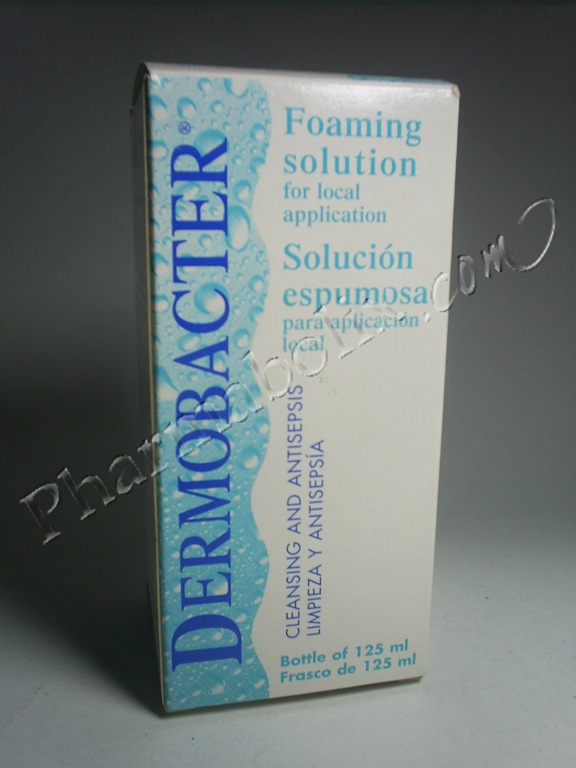 DERMOBACTER®
Foaming
solution
for local
application
Solución
espumosa
para aplicación
local
CLEANSING AND ANTISEPSIS
LIMPIEZA Y ANTISEPSÍA
Bottle of 125 ml
Frasco de 125 ml